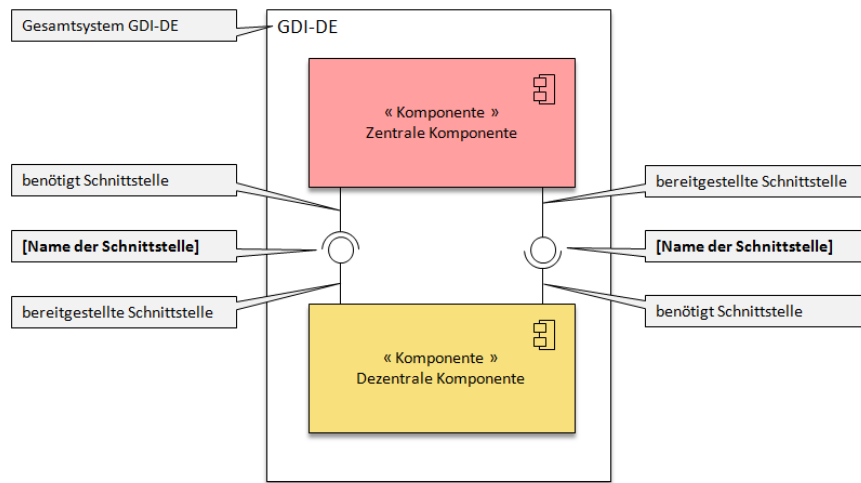 Gesamtsystem GDI-DE
GDI-DE
« Komponente »
Zentrale Komponente
benötigt Schnittstelle
bereitgestellte Schnittstelle
[Name der Schnittstelle]
[Name der Schnittstelle]
bereitgestellte Schnittstelle
benötigt Schnittstelle
« Komponente »
Dezentrale Komponente